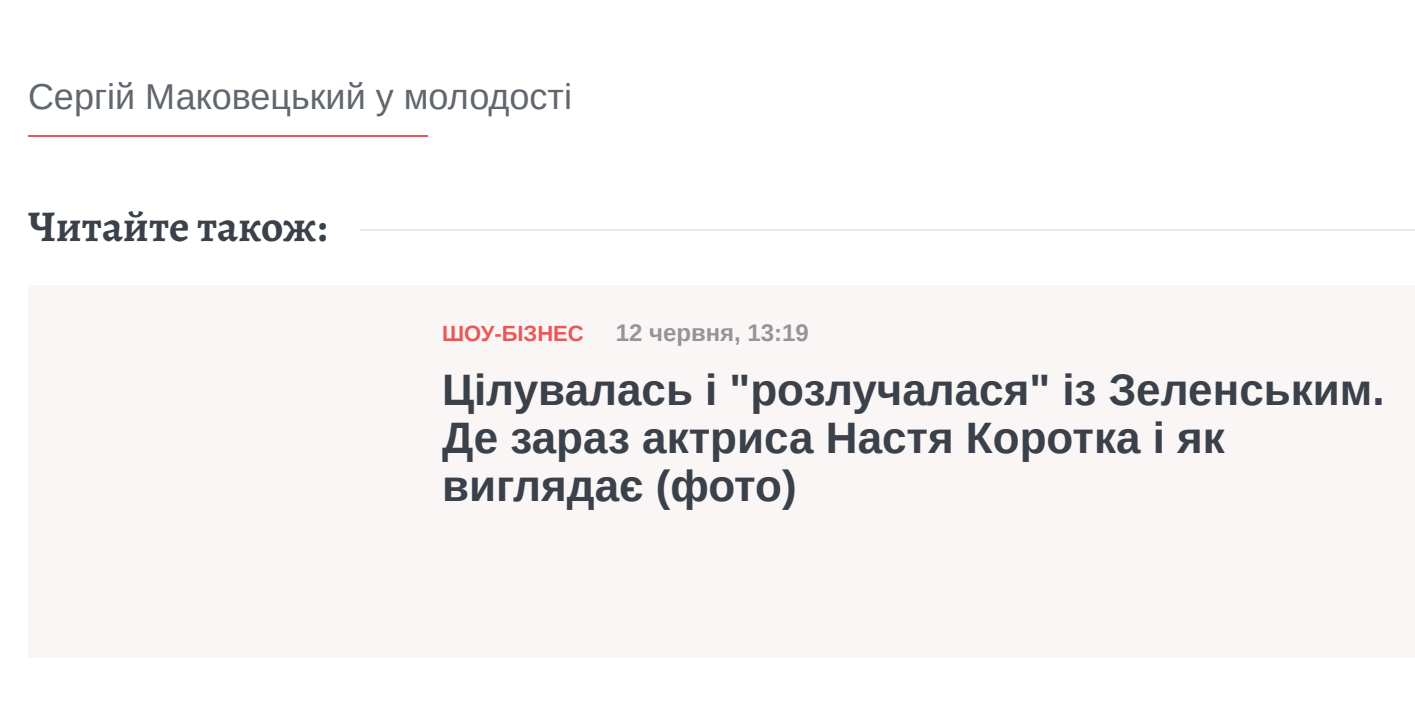 Сергій Маковецький у молодості
Читайте також:
ШОУ-БІЗНЕС 12 червня, 13:19
Цілувалась і "розлучалася" із Зеленським.
Де зараз актриса Настя Коротка і як
виглядає (фото)